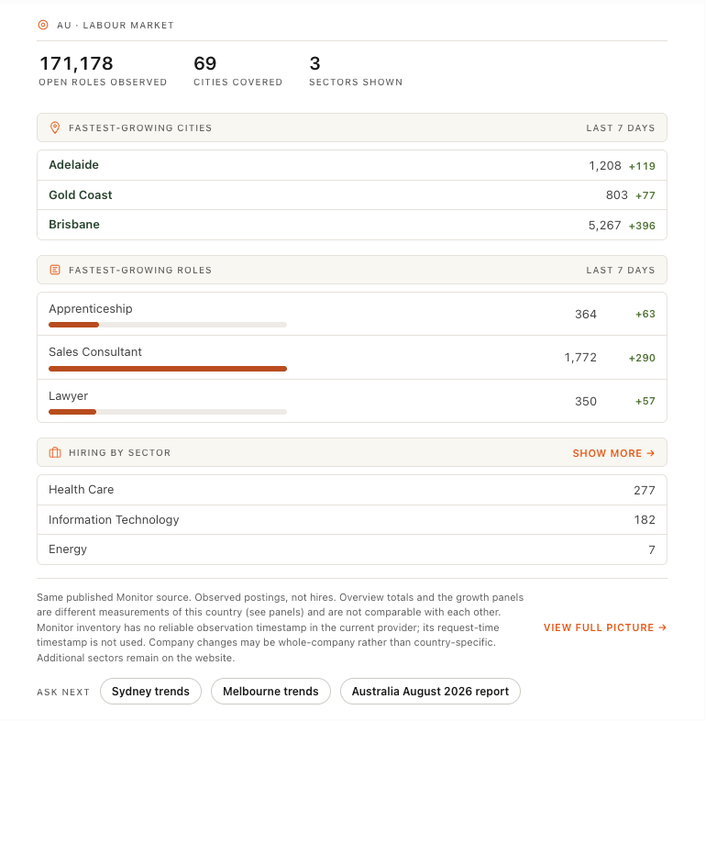 AU · LABOUR MARKET
171,178 69 3
OPEN ROLES OBSERVED CITIES COVERED SECTORS SHOWN
FASTEST-GROWING CITIES LAST 7 DAYS
Adelaide 1,208 +119
Gold Coast 803 +77
Brisbane 5,267 +396
FASTEST-GROWING ROLES LAST 7 DAYS
Apprenticeship 364 +63
Sales Consultant 1,772 +290
Lawyer 350 +57
HIRING BY SECTOR SHOW MORE →
Health Care 277
Information Technology 182
Energy 7
Same published Monitor source. Observed postings, not hires. Overview totals and the growth panels
are different measurements of this country (see panels) and are not comparable with each other.
Monitor inventory has no reliable observation timestamp in the current provider; its request-time
timestamp is not used. Company changes may be whole-company rather than country-specific.
Additional sectors remain on the website.
VIEW FULL PICTURE →
ASK NEXT Sydney trends Melbourne trends Australia August 2026 report